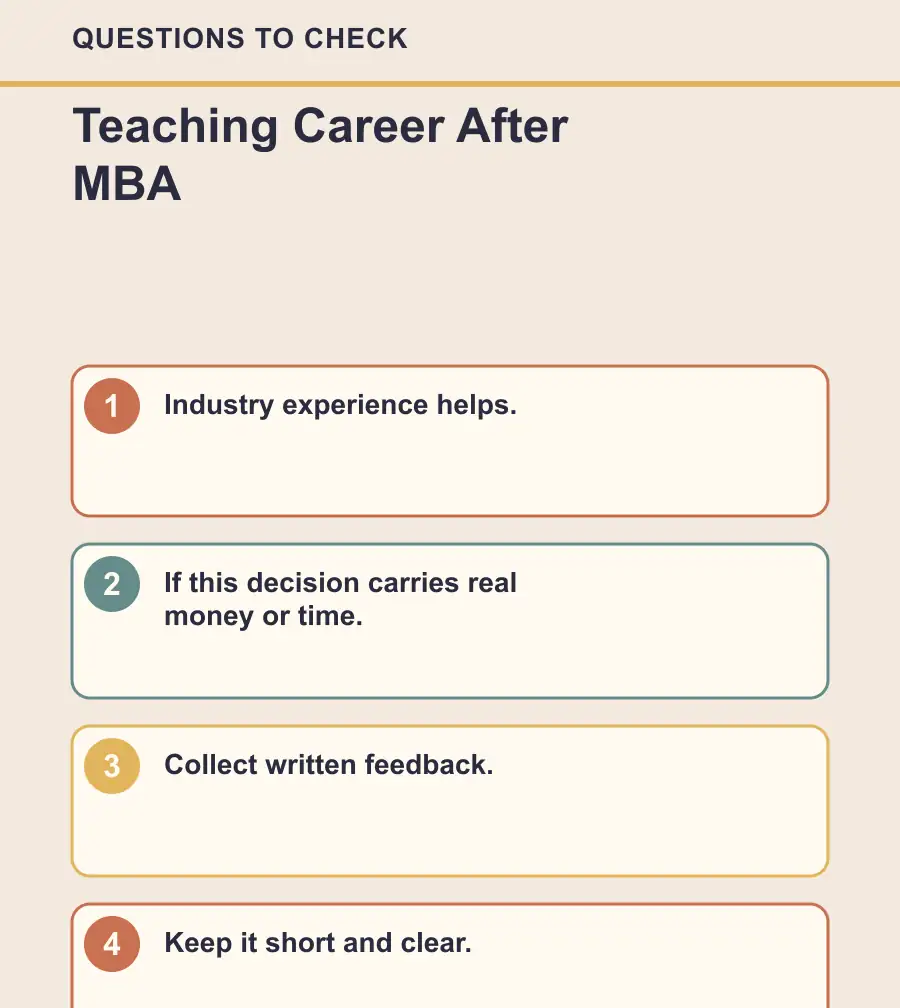 QUESTIONS TO CHECK
Teaching Career After
MBA
1
Industry experience helps.
2
If this decision carries real
money or time.
3
Collect written feedback.
4
Keep it short and clear.